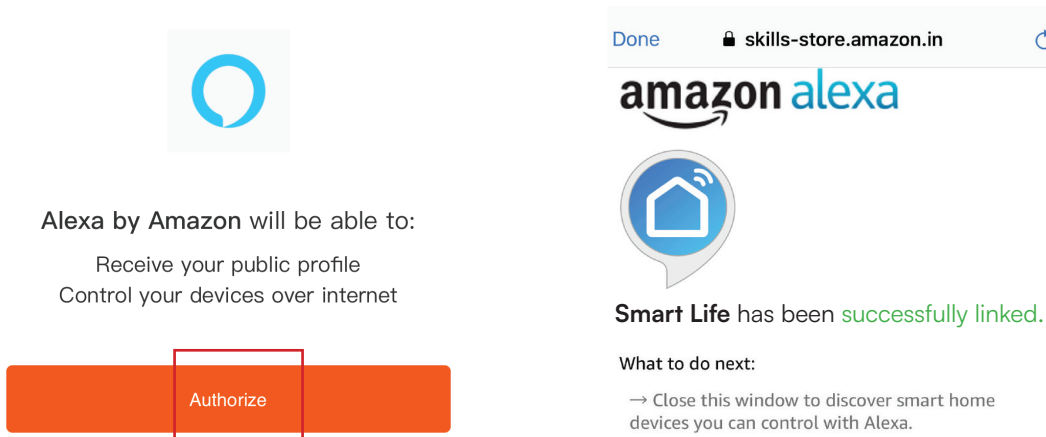 Alexa by Amazon will be able to:
Receive your public profile
Control your devices over internet
Authorize
Done
skills-store.amazon.in
amazon alexa
Smart Life has been successfully linked.
What to do next:
→ Close this window to discover smart home
devices you can control with Alexa.